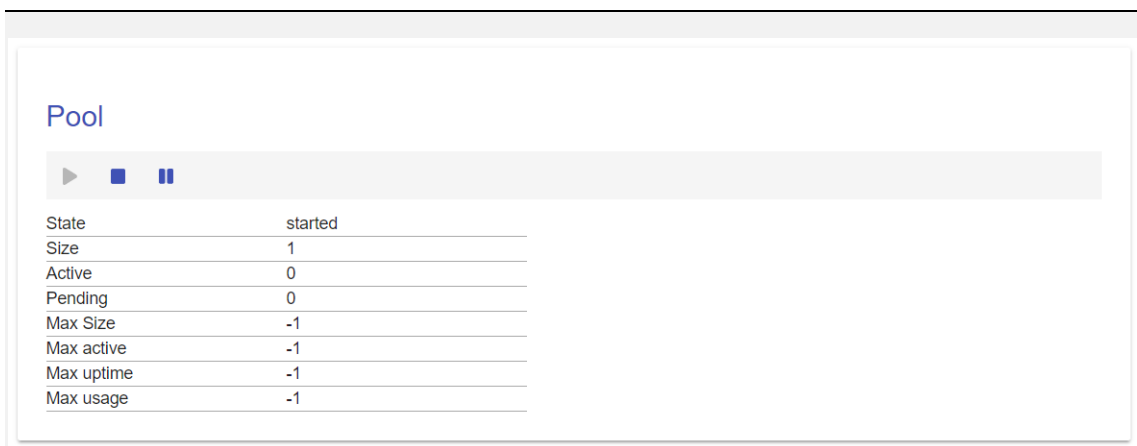 Pool
State started
Size 1
Active 0
Pending 0
Max Size -1
Max active -1
Max uptime -1
Max usage -1